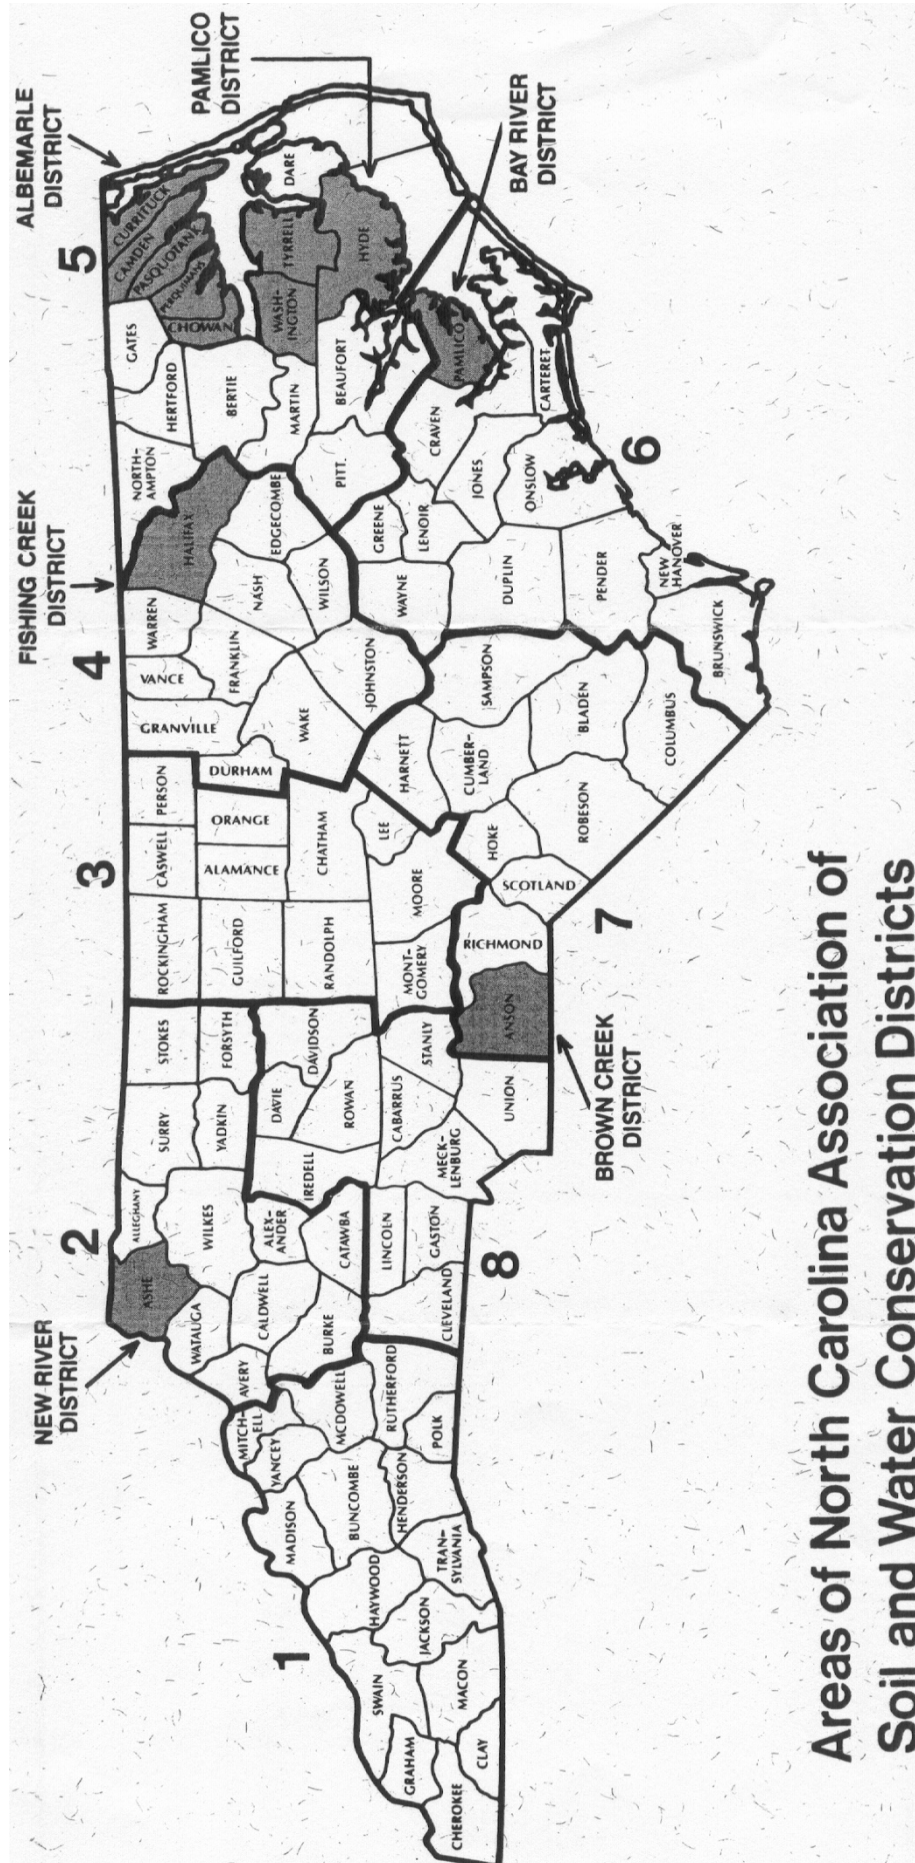 NEW RIVER
DISTRICT
FISHING CREEK
DISTRICT
ALBEMARLE
DISTRICT
PAMLICO
DISTRICT
BAY RIVER
DISTRICT
BROWN CREEK
DISTRICT
1
2
3
4
5
6
7
8
CHEROKEE
GRAHAM
CLAY
SWAIN
MACON
JACKSON
HAYWOOD
TRAN-
SYLVANIA
MADISON
BUNCOMBE
HENDERSON
YANCEY
MITCH-
ELL
MCDOWELL
RUTHERFORD
POLK
AVERY
WATAUGA
ASHE
ALLEGHANY
WILKES
CALDWELL
BURKE
ALEX-
ANDER
CATAWBA
SURRY
YADKIN
STOKES
FORSYTH
CLEVELAND
LINCOLN
GASTON
IREDELL
DAVIE
DAVIDSON
ROWAN
CABARRUS
STANLY
MECK-
LENBURG
UNION
ROCKINGHAM
CASWELL
PERSON
GUILFORD
ALAMANCE
ORANGE
RANDOLPH
CHATHAM
MONT-
GOMERY
MOORE
LEE
ANSON
RICHMOND
SCOTLAND
HOKE
ROBESON
HARNETT
CUMBER-
LAND
SAMPSON
BLADEN
COLUMBUS
GRANVILLE
VANCE
WARREN
HALIFAX
DURHAM
FRANKLIN
NASH
EDGECOMBE
WAKE
WILSON
JOHNSTON
NORTH-
AMPTON
HERTFORD
GATES
BERTIE
MARTIN
PITT.
BEAUFORT
CURRITUCK
CAMDEN
PASQUOTANK
PERQUIMANS
CHOWAN
WASH-
INGTON
TYRRELL
DARE
HYDE
WAYNE
GREENE
LENOIR
CRAVEN
PAMLICO
JONES
CARTERET
ONSLOW
DUPLIN
PENDER
NEW
HANOVER
BRUNSWICK
Areas of North Carolina Association of
Soil and Water Conservation Districts